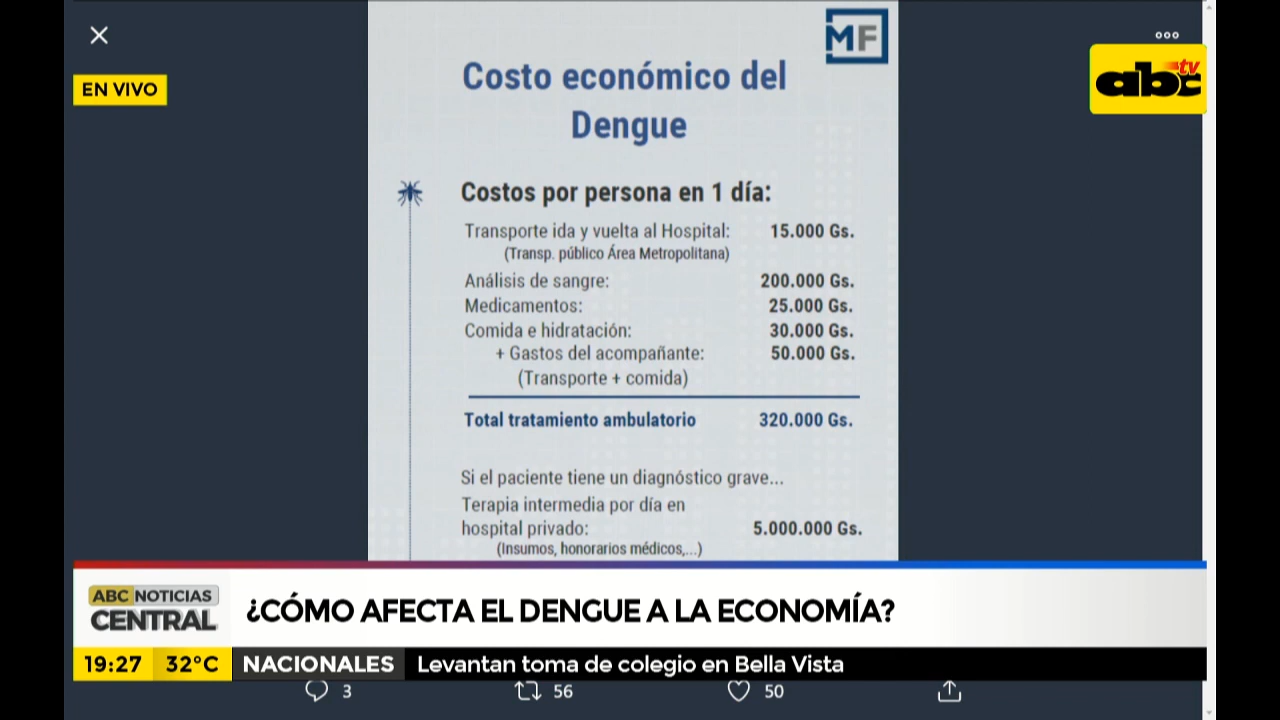 MF
EN VIVO
abc tv
Costo económico del
Dengue
Costos por persona en 1 día:
Transporte ida y vuelta al Hospital: 15.000 Gs.
(Transp. público Área Metropolitana)
Análisis de sangre: 200.000 Gs.
Medicamentos: 25.000 Gs.
Comida e hidratación: 30.000 Gs.
+ Gastos del acompañante: 50.000 Gs.
(Transporte + comida)
Total tratamiento ambulatorio 320.000 Gs.
Si el paciente tiene un diagnóstico grave...
Terapia intermedia por día en
hospital privado: 5.000.000 Gs.
(Insumos, honorarios médicos,...)
ABC NOTICIAS
CENTRAL
¿CÓMO AFECTA EL DENGUE A LA ECONOMÍA?
19:27 32°C NACIONALES Levantan toma de colegio en Bella Vista
3 56 50